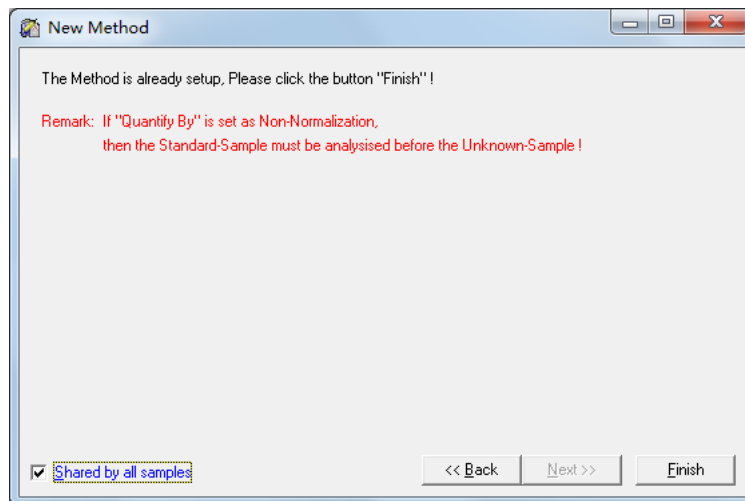 New Method
The Method is already setup, Please click the button "Finish" !
Remark: If "Quantify By" is set as Non-Normalization,
then the Standard-Sample must be analysised before the Unknown-Sample !
Shared by all samples
<< Back
Next >>
Finish